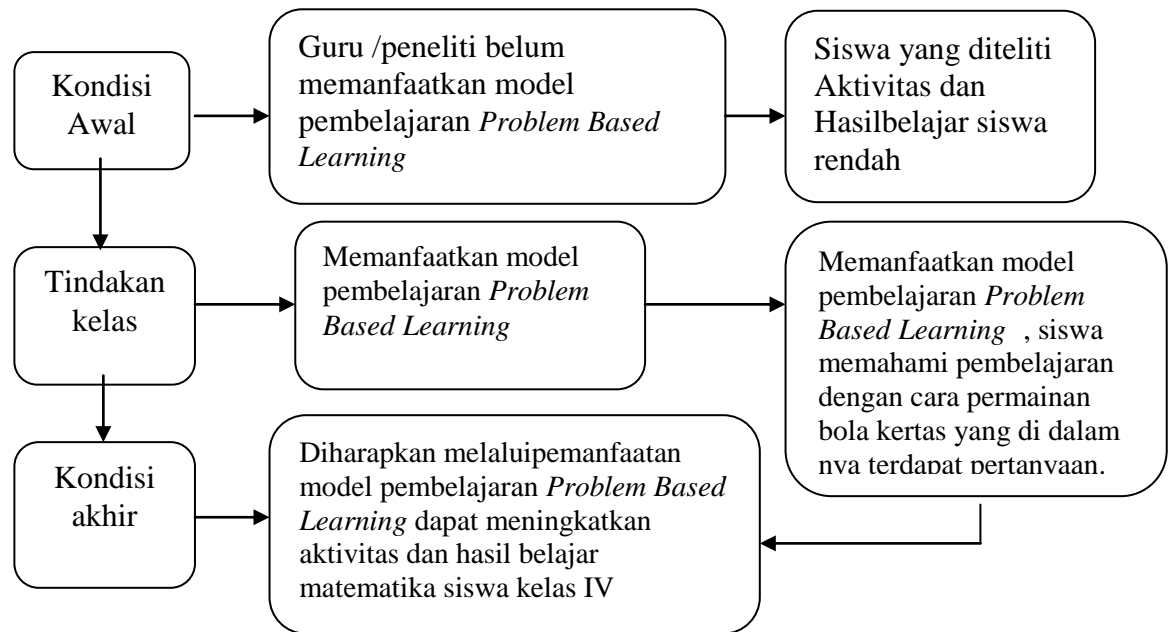 Kondisi
Awal
Guru /peneliti belum
memanfaatkan model
pembelajaran Problem Based
Learning
Siswa yang diteliti
Aktivitas dan
Hasilbelajar siswa
rendah
Tindakan
kelas
Memanfaatkan model
pembelajaran Problem
Based Learning
Memanfaatkan model
pembelajaran Problem
Based Learning , siswa
memahami pembelajaran
dengan cara permainan
bola kertas yang di dalam
nya terdapat pertanyaan.
Kondisi
akhir
Diharapkan melaluipemanfaatan
model pembelajaran Problem Based
Learning dapat meningkatkan
aktivitas dan hasil belajar
matematika siswa kelas IV